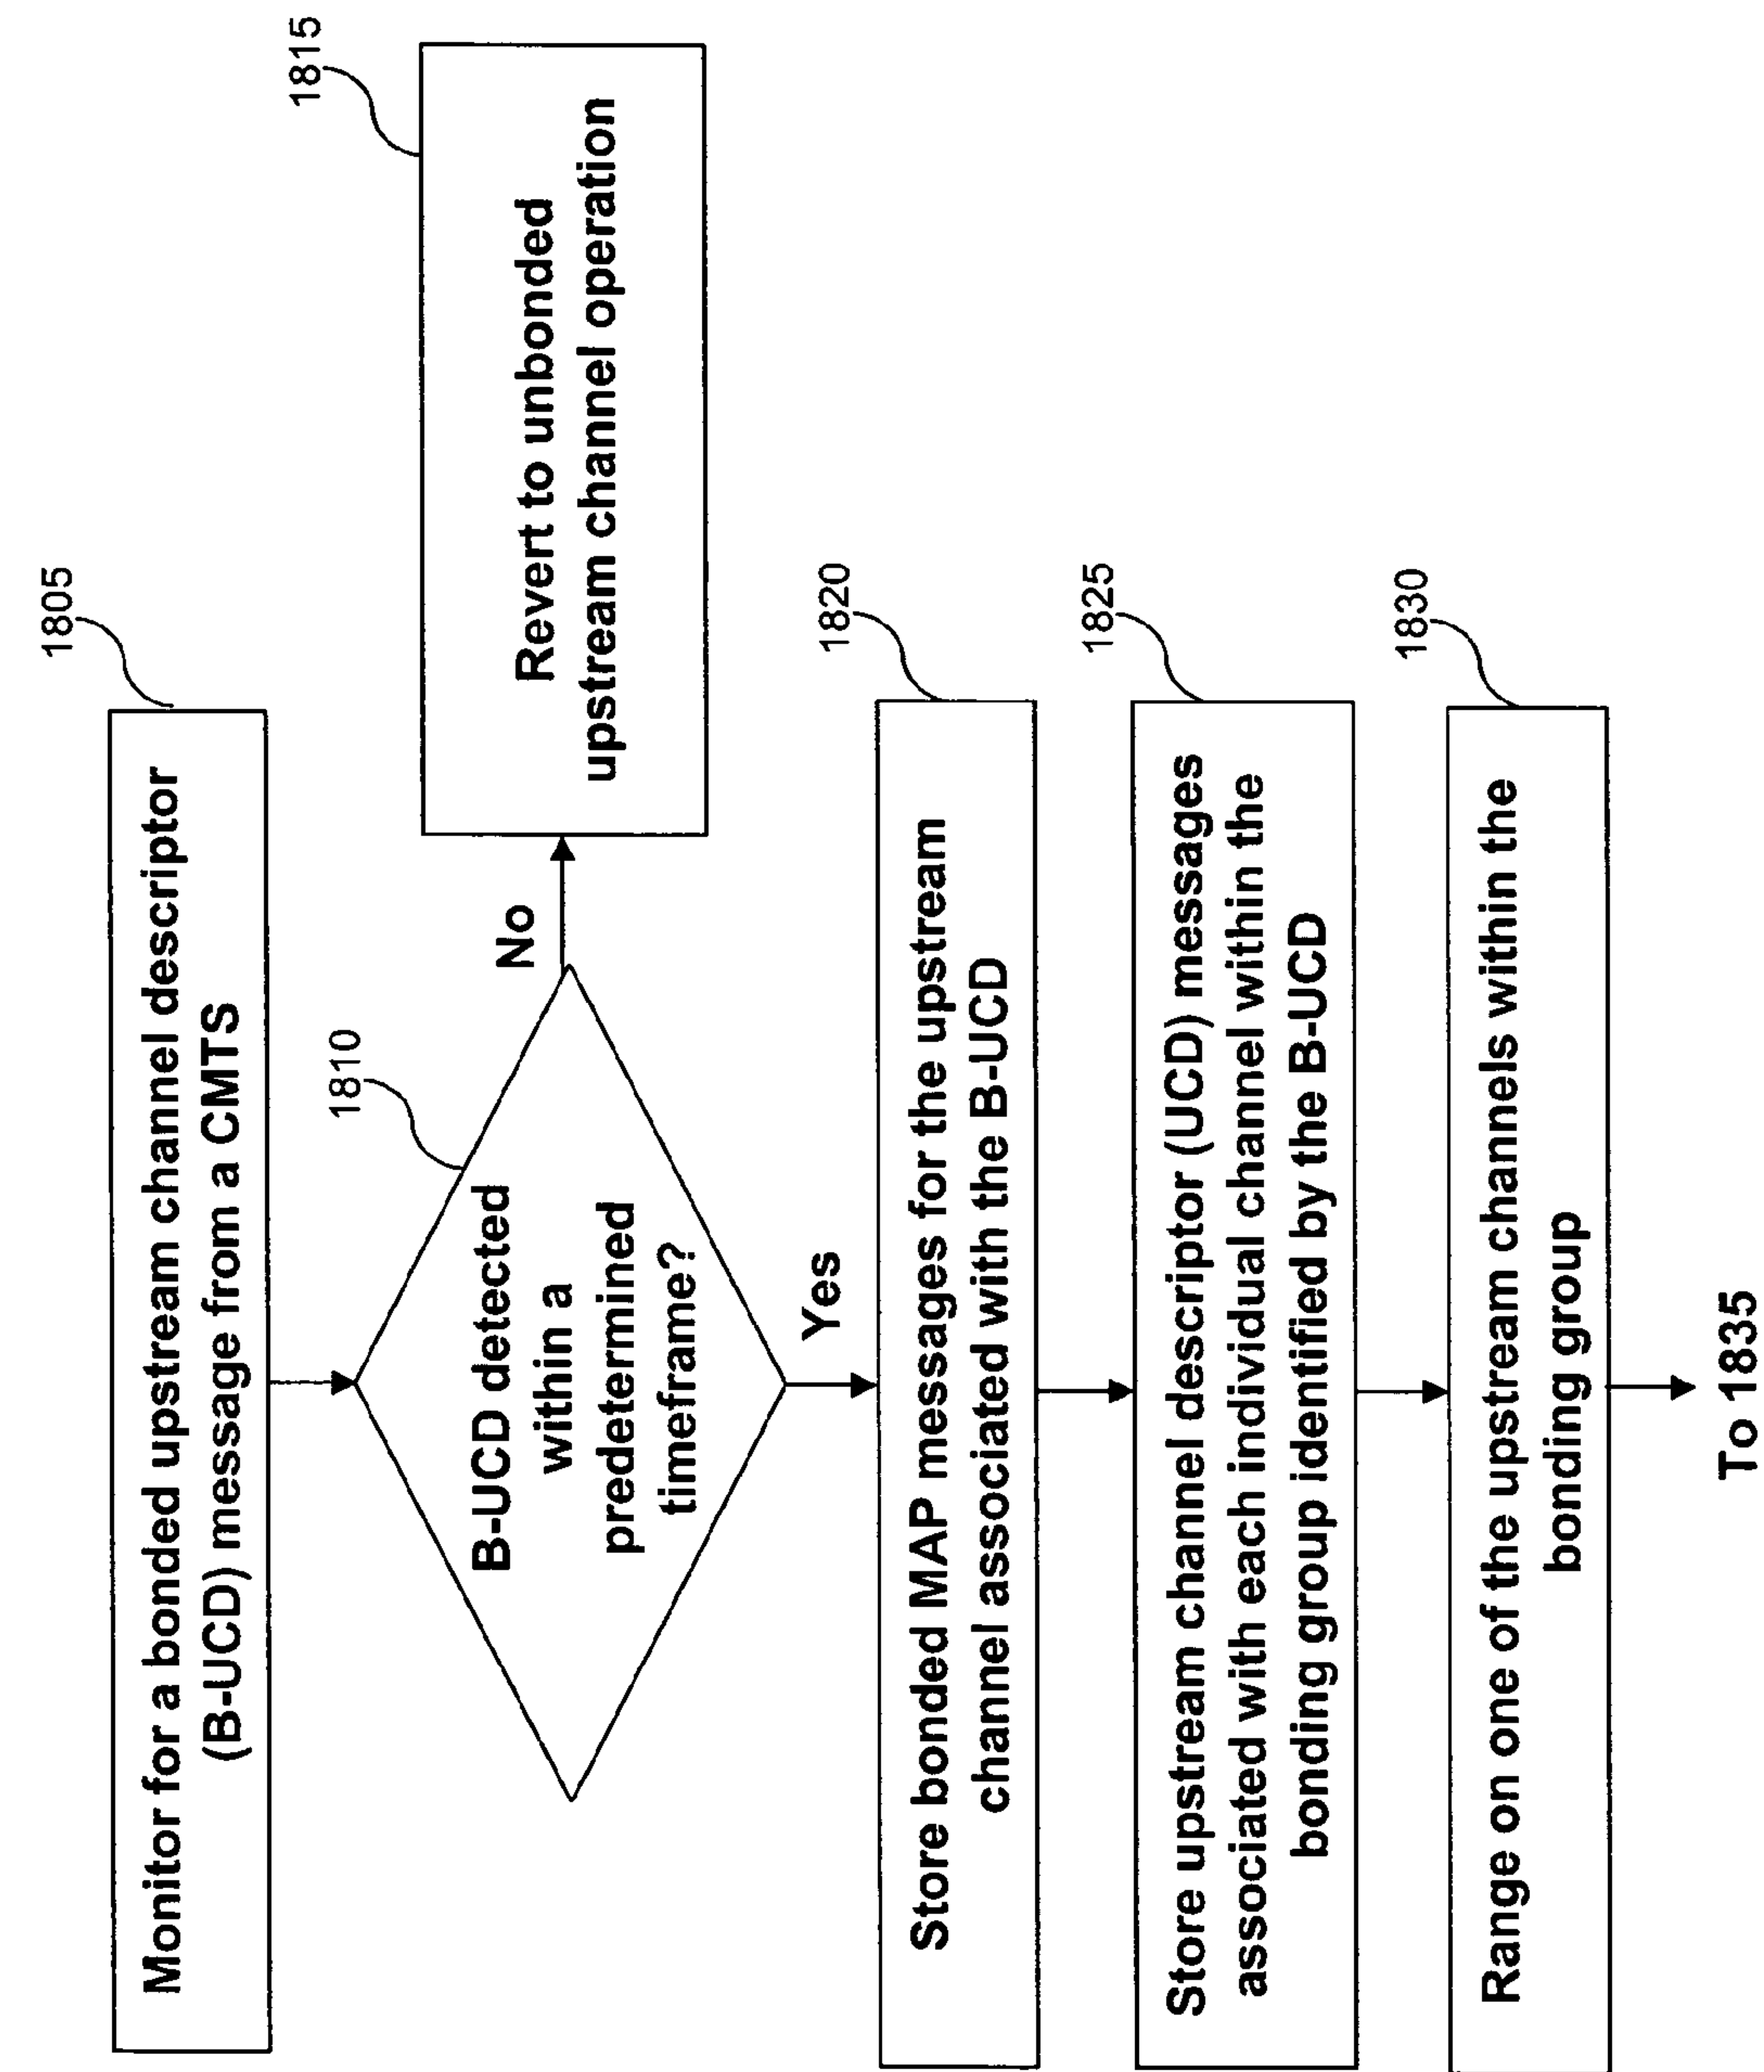 1805
Monitor for a bonded upstream channel descriptor
(B-UCD) message from a CMTS
1810
B-UCD detected
within a
predetermined
timeframe?
No
1815
Revert to unbonded
upstream channel operation
Yes
1820
Store bonded MAP messages for the upstream
channel associated with the B-UCD
1825
Store upstream channel descriptor (UCD) messages
associated with each individual channel within the
bonding group identified by the B-UCD
1830
Range on one of the upstream channels within the
bonding group
To 1835